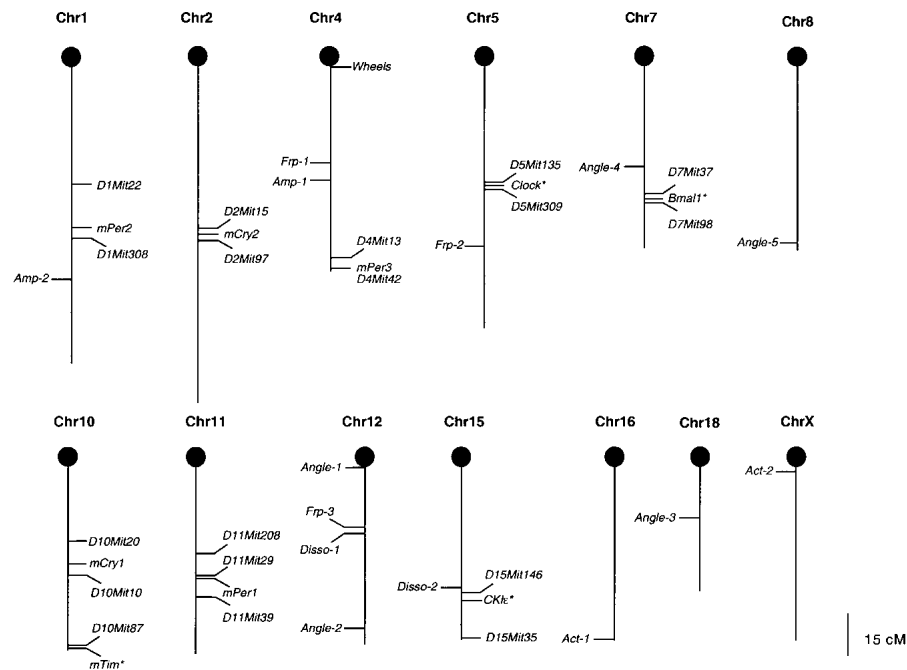 Chr1 Chr2 Chr4 Chr5 Chr7 Chr8
Wheels
Frp-1
Amp-1
D4Mit13
mPer3
D4Mit42
D1Mit22
mPer2
D1Mit308
Amp-2
D2Mit15
mCry2
D2Mit97
D5Mit135
Clock*
D5Mit309
Frp-2
Angle-4
D7Mit37
Bmal1*
D7Mit98
Angle-5
Chr10 Chr11 Chr12 Chr15 Chr16 Chr18 ChrX
D10Mit20
mCry1
D10Mit10
D10Mit87
mTim*
D11Mit208
D11Mit29
mPer1
D11Mit39
Angle-1
Frp-3
Disso-1
Angle-2
Disso-2
D15Mit146
CKIε*
D15Mit35
Act-1
Angle-3
Act-2
15 cM